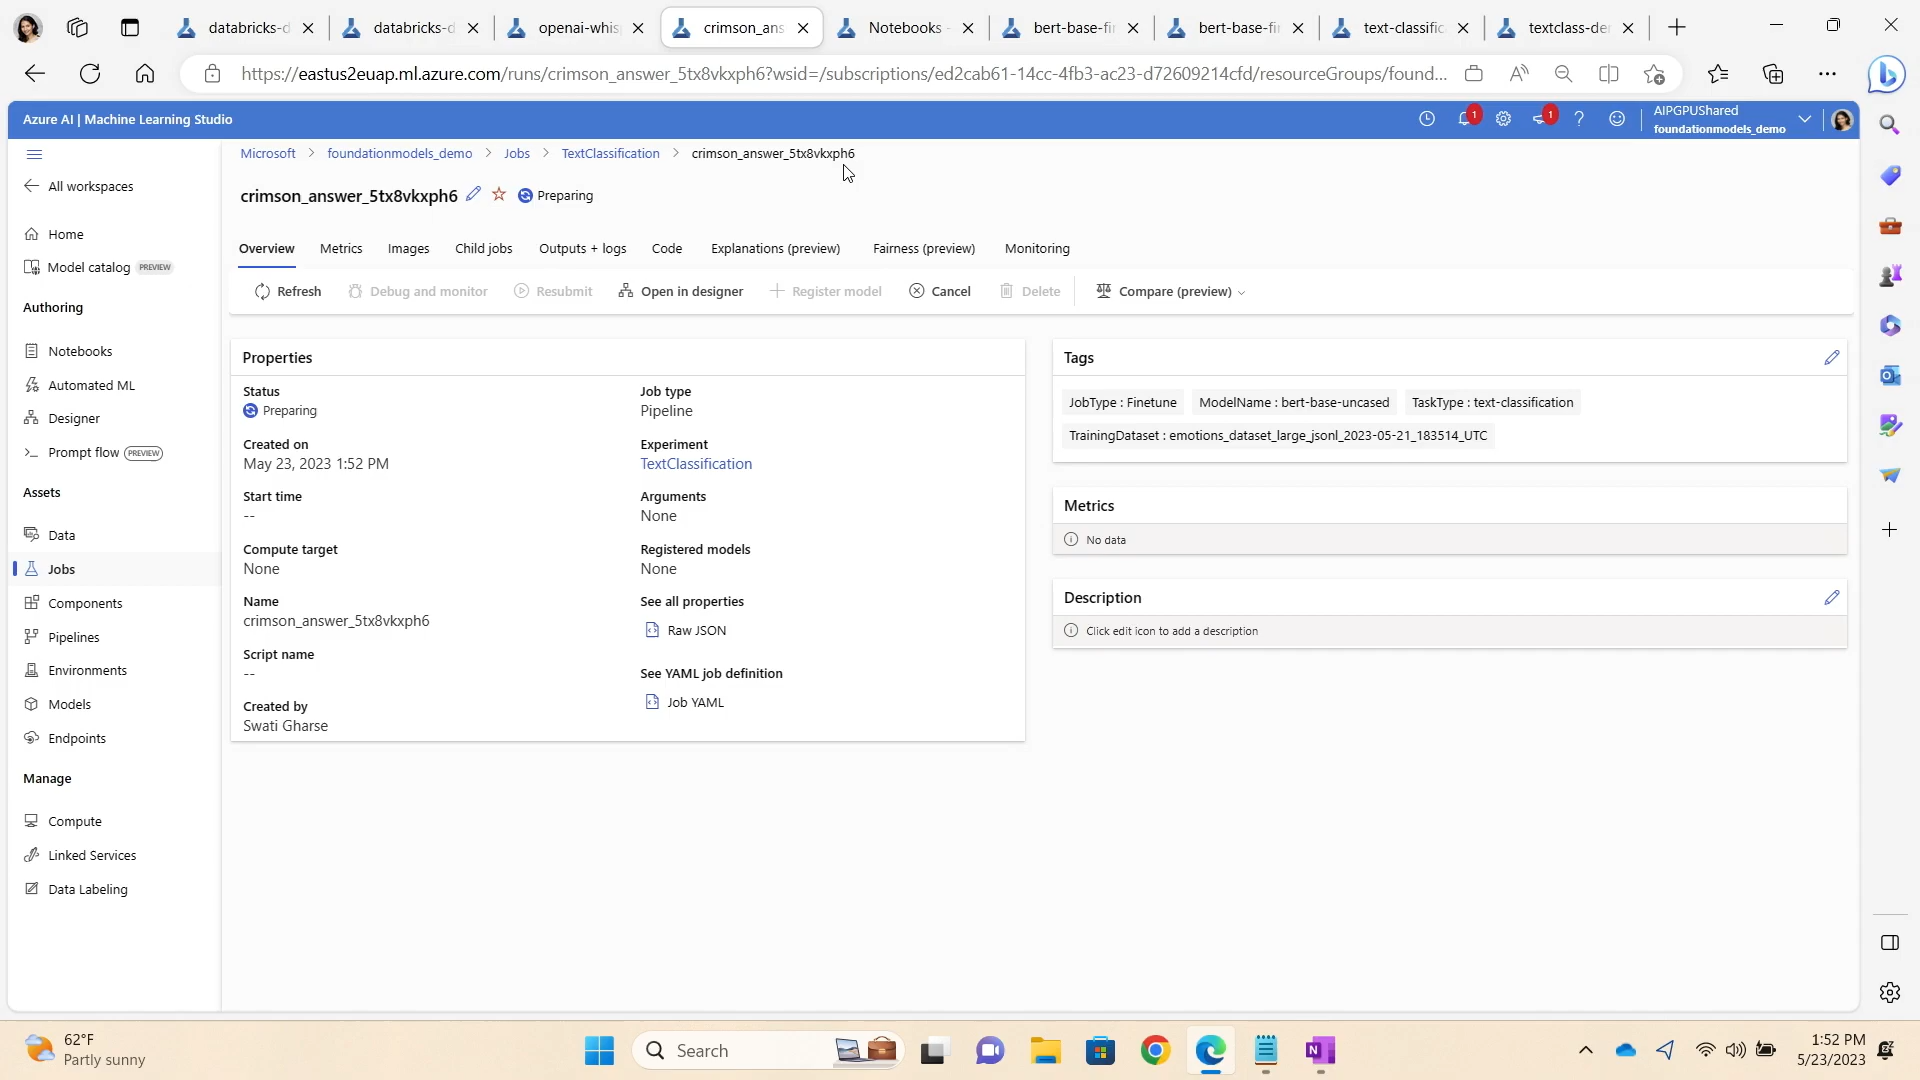 databricks-d
databricks-d
openai-whis
crimson_ans
Notebooks -
bert-base-fi
bert-base-fi
text-classific
textclass-de
https://eastus2euap.ml.azure.com/runs/crimson_answer_5tx8vkxph6?wsid=/subscriptions/ed2cab61-14cc-4fb3-ac23-d72609214cfd/resourceGroups/found...
Azure AI | Machine Learning Studio
1
1
AIPGPUShared
foundationmodels_demo
Microsoft > foundationmodels_demo > Jobs > TextClassification > crimson_answer_5tx8vkxph6
All workspaces
Home
Model catalog PREVIEW
Authoring
Notebooks
Automated ML
Designer
Prompt flow PREVIEW
Assets
Data
Jobs
Components
Pipelines
Environments
Models
Endpoints
Manage
Compute
Linked Services
Data Labeling
crimson_answer_5tx8vkxph6 Preparing
Overview Metrics Images Child jobs Outputs + logs Code Explanations (preview) Fairness (preview) Monitoring
Refresh Debug and monitor Resubmit Open in designer Register model Cancel Delete Compare (preview)
Properties
Status
Preparing
Created on
May 23, 2023 1:52 PM
Start time
--
Compute target
None
Name
crimson_answer_5tx8vkxph6
Script name
--
Created by
Swati Gharse
Job type
Pipeline
Experiment
TextClassification
Arguments
None
Registered models
None
See all properties
Raw JSON
See YAML job definition
Job YAML
Tags
JobType : Finetune ModelName : bert-base-uncased TaskType : text-classification
TrainingDataset : emotions_dataset_large_jsonl_2023-05-21_183514_UTC
Metrics
No data
Description
Click edit icon to add a description
62°F
Partly sunny
Search
1:52 PM
5/23/2023